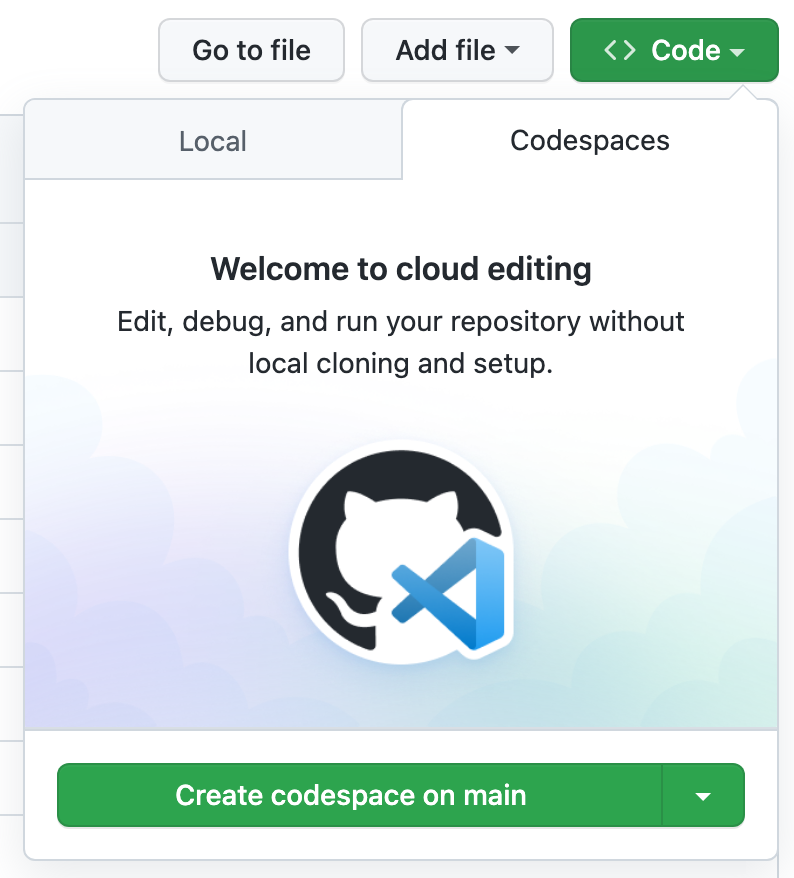 Go to file
Add file
Code
Local
Codespaces
Welcome to cloud editing
Edit, debug, and run your repository without
local cloning and setup.
Create codespace on main